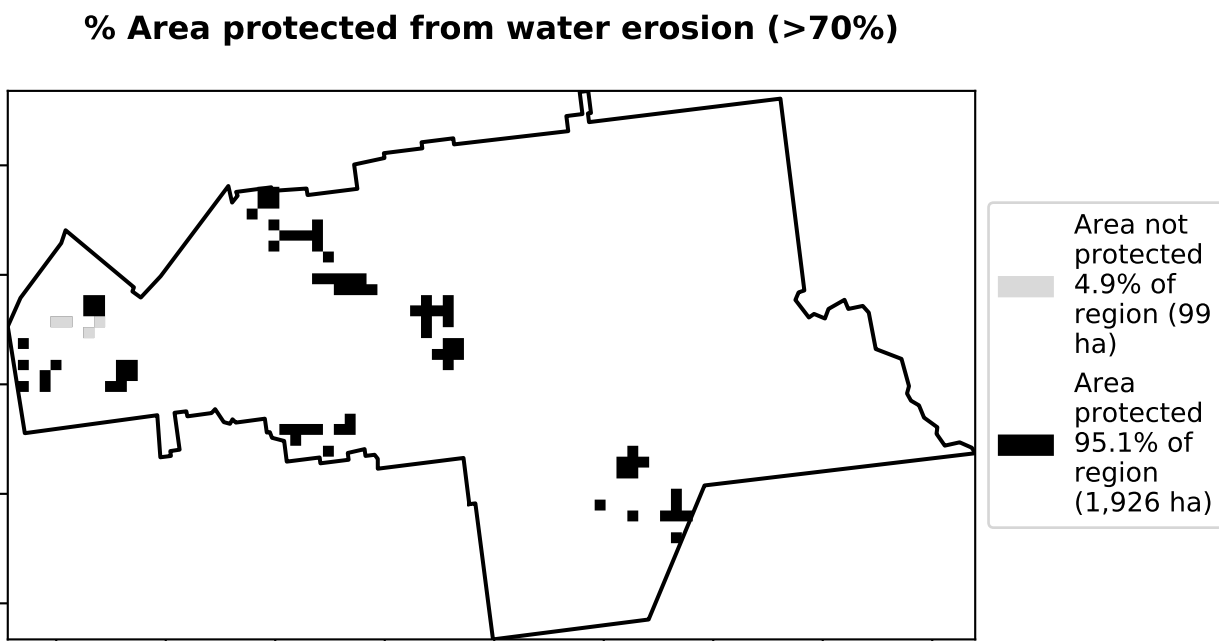 % Area protected from water erosion (>70%)
Area not
protected
4.9% of
region (99
ha)
Area
protected
95.1% of
region
(1,926 ha)